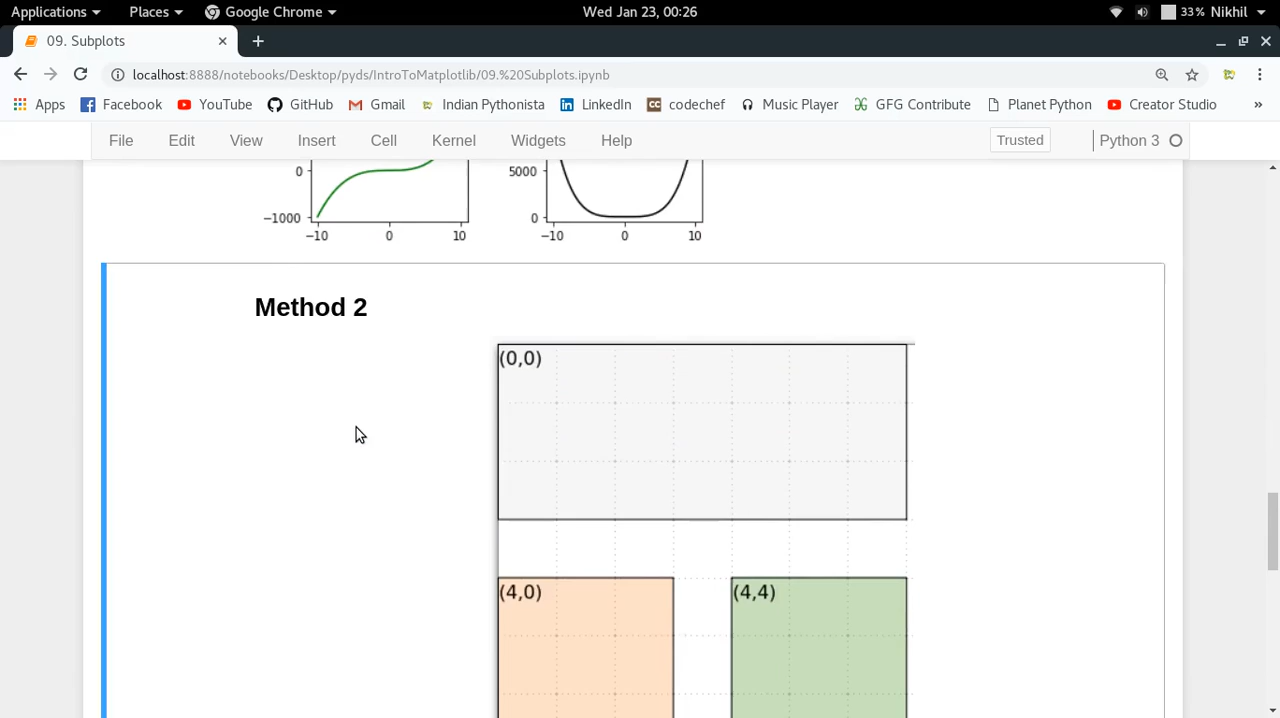 Applications Places Google Chrome Wed Jan 23, 00:26 33% Nikhil
09. Subplots
localhost:8888/notebooks/Desktop/pyds/IntroToMatplotlib/09.%20Subplots.ipynb
Apps Facebook YouTube GitHub Gmail Indian Pythonista LinkedIn codechef Music Player GFG Contribute Planet Python Creator Studio »
File Edit View Insert Cell Kernel Widgets Help Trusted Python 3
0 5000
−1000 0
−10 0 10 −10 0 10
Method 2
(0,0)
(4,0) (4,4)